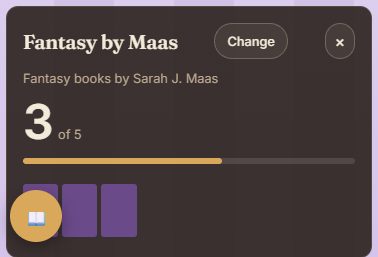 Fantasy by Maas
Change
×
Fantasy books by Sarah J. Maas
3 of 5